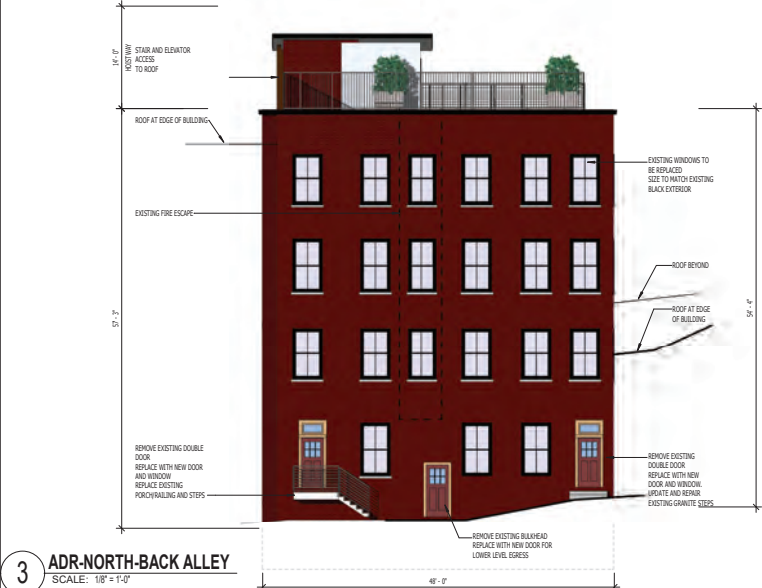 14' - 0"
HOISTWAY
STAIR AND ELEVATOR
ACCESS
TO ROOF
ROOF AT EDGE OF BUILDING
EXISTING FIRE ESCAPE
57' - 3"
REMOVE EXISTING DOUBLE
DOOR
REPLACE WITH NEW DOOR
AND WINDOW
REPLACE EXISTING
PORCH/RAILING AND STEPS
EXISTING WINDOWS TO
BE REPLACED
SIZE TO MATCH EXISTING
BLACK EXTERIOR
ROOF BEYOND
ROOF AT EDGE
OF BUILDING
54' - 4"
REMOVE EXISTING
DOUBLE DOOR
REPLACE WITH NEW
DOOR AND WINDOW.
UPDATE AND REPAIR
EXISTING GRANITE STEPS
REMOVE EXISTING BULKHEAD
REPLACE WITH NEW DOOR FOR
LOWER LEVEL EGRESS
48' - 0"
3
ADR-NORTH-BACK ALLEY
SCALE: 1/8" = 1'-0"